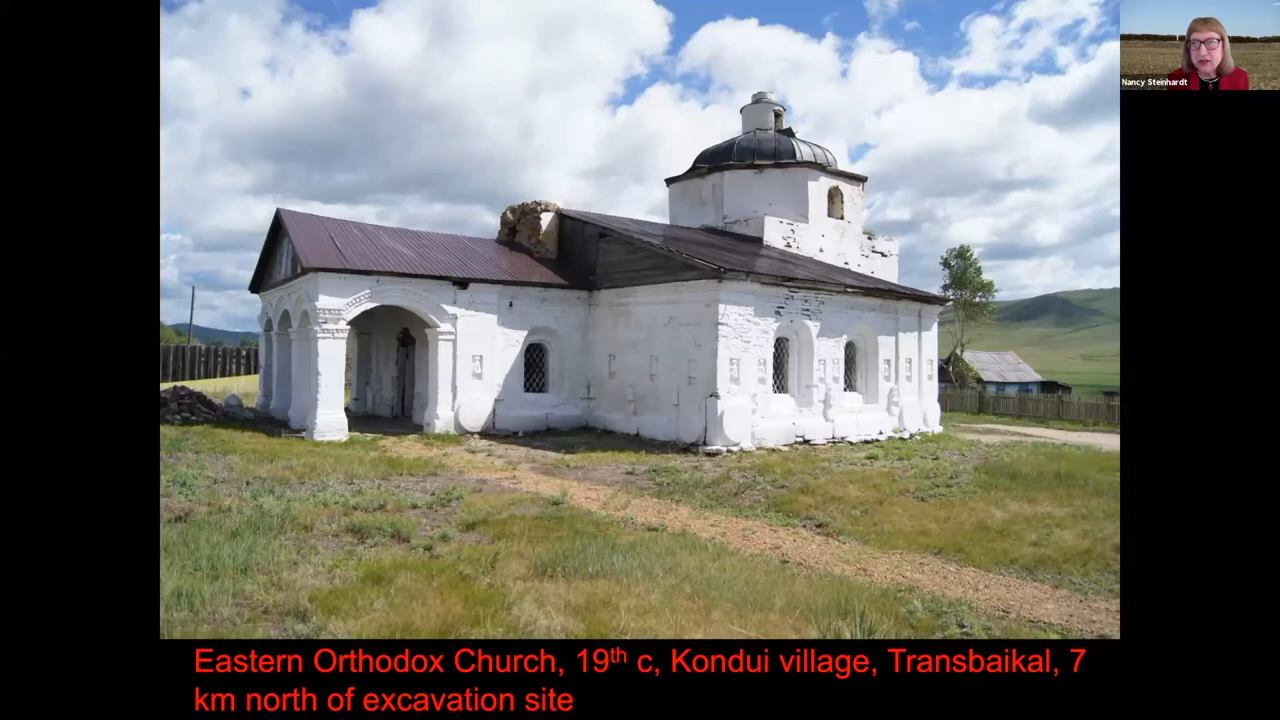 Nancy Steinhardt
Eastern Orthodox Church, 19th c, Kondui village, Transbaikal, 7
km north of excavation site